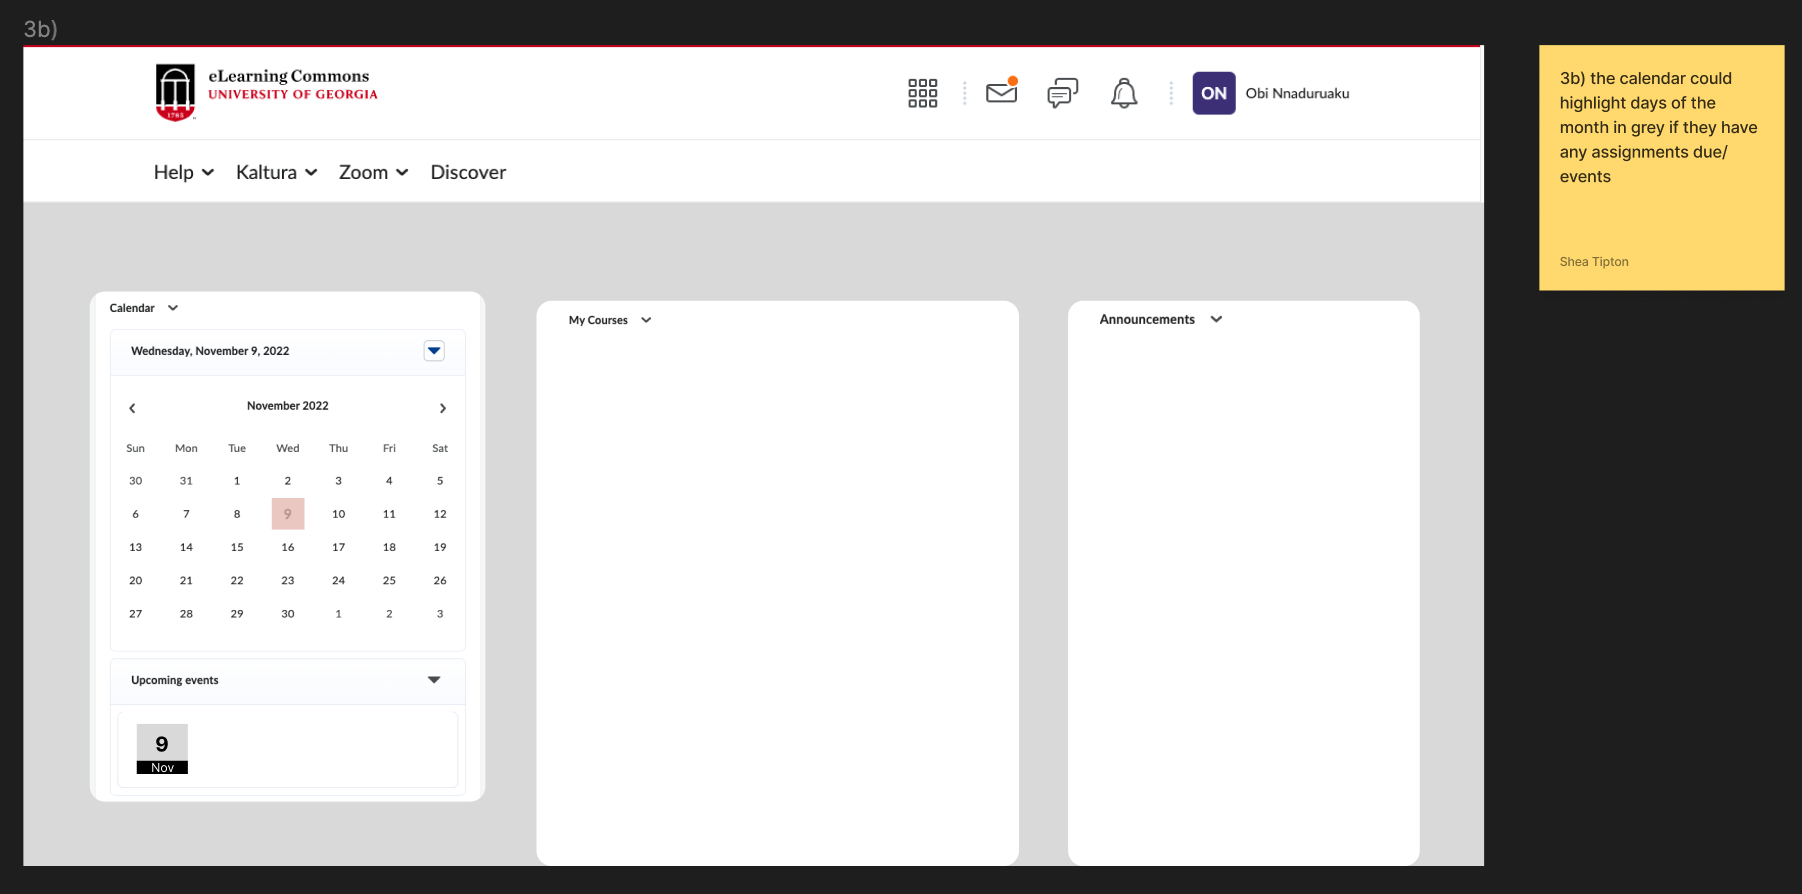 3b)
eLearning Commons
UNIVERSITY OF GEORGIA
1785
ON Obi Nnaduruaku
Help Kaltura Zoom Discover
3b) the calendar could
highlight days of the
month in grey if they have
any assignments due/
events
Shea Tipton
Calendar
Wednesday, November 9, 2022
November 2022
Sun Mon Tue Wed Thu Fri Sat
30 31 1 2 3 4 5
6 7 8 9 10 11 12
13 14 15 16 17 18 19
20 21 22 23 24 25 26
27 28 29 30 1 2 3
Upcoming events
9
Nov
My Courses
Announcements